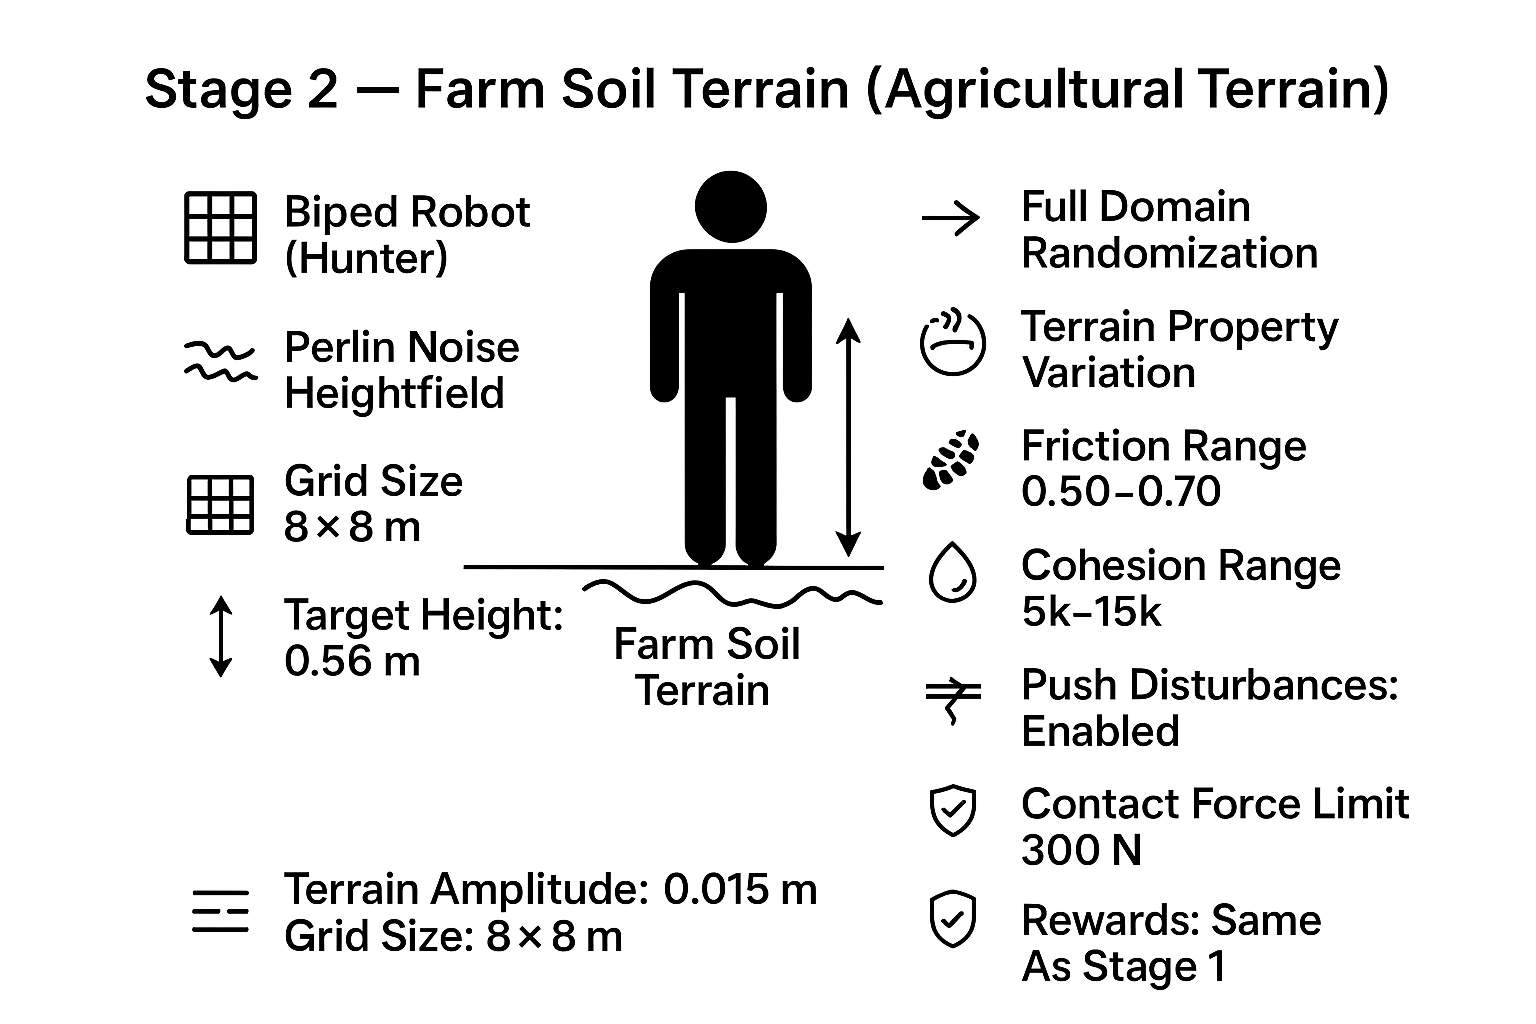 Stage 2 — Farm Soil Terrain (Agricultural Terrain)
Biped Robot
(Hunter)
Perlin Noise
Heightfield
Grid Size
8 × 8 m
Target Height:
0.56 m
Farm Soil
Terrain
Terrain Amplitude: 0.015 m
Grid Size: 8 × 8 m
Full Domain
Randomization
Terrain Property
Variation
Friction Range
0.50–0.70
Cohesion Range
5k–15k
Push Disturbances:
Enabled
Contact Force Limit
300 N
Rewards: Same
As Stage 1